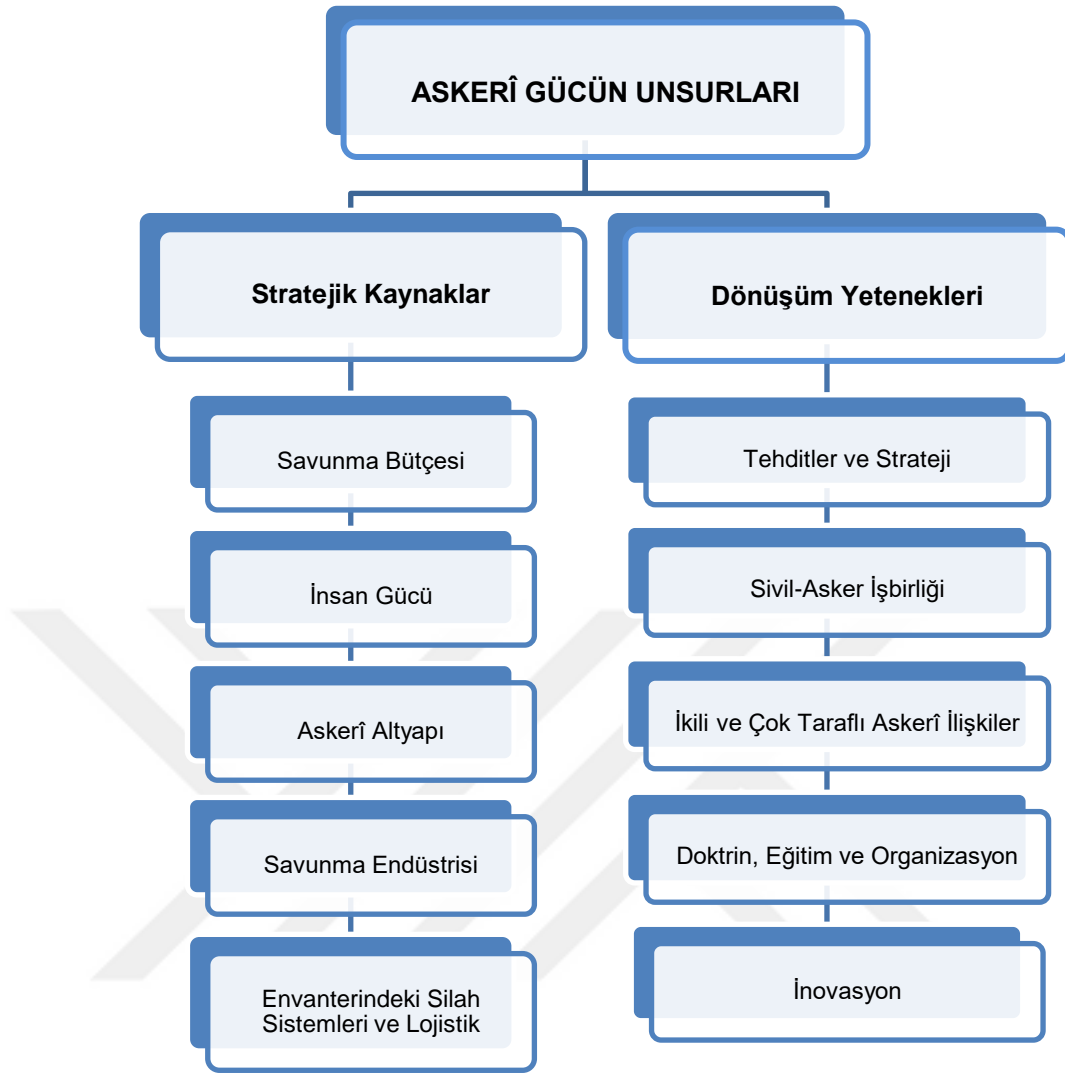 ASKERÎ GÜCÜN UNSURLARI
Stratejik Kaynaklar
Savunma Bütçesi
İnsan Gücü
Askerî Altyapı
Savunma Endüstrisi
Envanterindeki Silah
Sistemleri ve Lojistik
Dönüşüm Yetenekleri
Tehditler ve Strateji
Sivil-Asker İşbirliği
İkili ve Çok Taraflı Askerî İlişkiler
Doktrin, Eğitim ve Organizasyon
İnovasyon